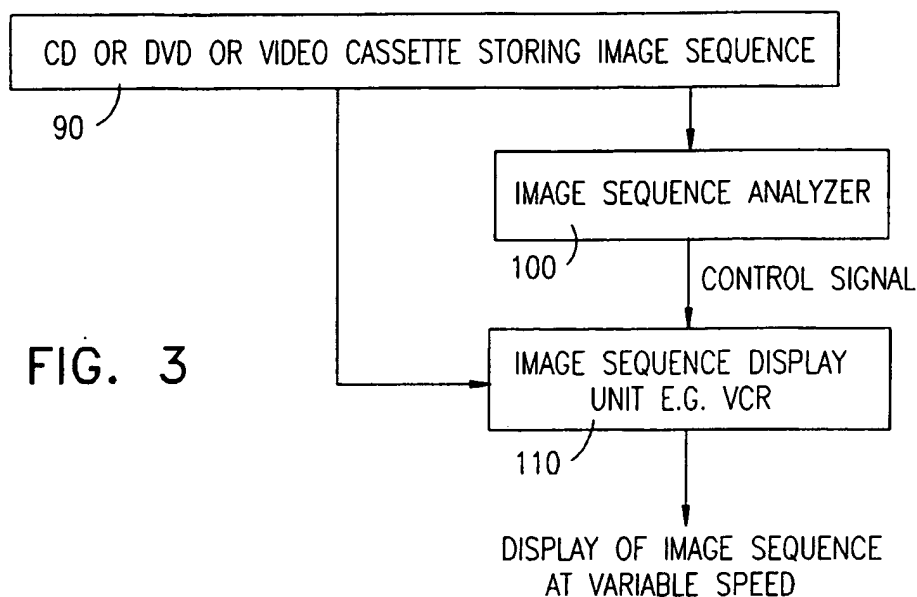 CD OR DVD OR VIDEO CASSETTE STORING IMAGE SEQUENCE
90
IMAGE SEQUENCE ANALYZER
100
CONTROL SIGNAL
FIG. 3
IMAGE SEQUENCE DISPLAY
UNIT E.G. VCR
110
DISPLAY OF IMAGE SEQUENCE
AT VARIABLE SPEED